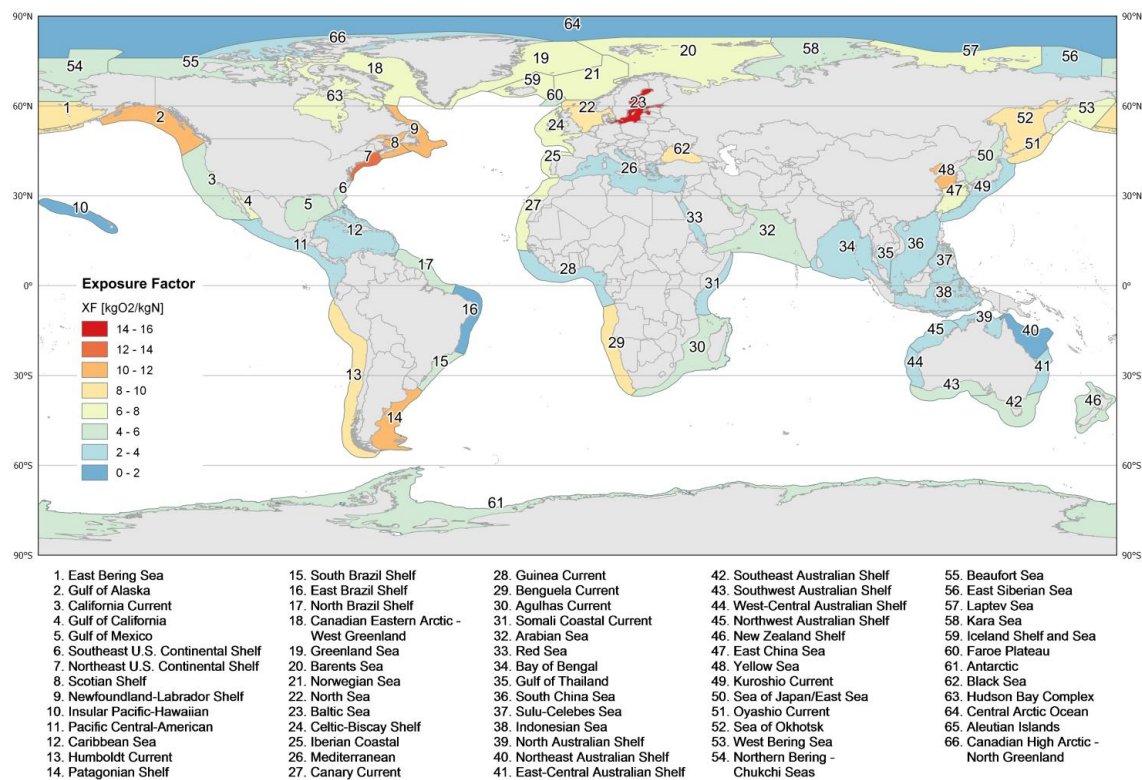 90°N
90°N
64
66
54
55
18
19
20
21
58
57
56
59
63
60
60°N
60°N
1
2
9
8
7
24
22
23
53
52
51
62
25
26
50
48
49
47
3
4
5
6
30°N
30°N
10
27
33
32
12
11
34
35
36
37
17
28
31
38
0°
0°
Exposure Factor
XF [kgO2/kgN]
14 - 16
12 - 14
10 - 12
8 - 10
6 - 8
4 - 6
2 - 4
0 - 2
16
15
13
14
29
30
45
39
40
44
41
43
42
46
30°S
30°S
60°S
60°S
61
90°S
90°S
1. East Bering Sea
2. Gulf of Alaska
3. California Current
4. Gulf of California
5. Gulf of Mexico
6. Southeast U.S. Continental Shelf
7. Northeast U.S. Continental Shelf
8. Scotian Shelf
9. Newfoundland-Labrador Shelf
10. Insular Pacific-Hawaiian
11. Pacific Central-American
12. Caribbean Sea
13. Humboldt Current
14. Patagonian Shelf
15. South Brazil Shelf
16. East Brazil Shelf
17. North Brazil Shelf
18. Canadian Eastern Arctic -
West Greenland
19. Greenland Sea
20. Barents Sea
21. Norwegian Sea
22. North Sea
23. Baltic Sea
24. Celtic-Biscay Shelf
25. Iberian Coastal
26. Mediterranean
27. Canary Current
28. Guinea Current
29. Benguela Current
30. Agulhas Current
31. Somali Coastal Current
32. Arabian Sea
33. Red Sea
34. Bay of Bengal
35. Gulf of Thailand
36. South China Sea
37. Sulu-Celebes Sea
38. Indonesian Sea
39. North Australian Shelf
40. Northeast Australian Shelf
41. East-Central Australian Shelf
42. Southeast Australian Shelf
43. Southwest Australian Shelf
44. West-Central Australian Shelf
45. Northwest Australian Shelf
46. New Zealand Shelf
47. East China Sea
48. Yellow Sea
49. Kuroshio Current
50. Sea of Japan/East Sea
51. Oyashio Current
52. Sea of Okhotsk
53. West Bering Sea
54. Northern Bering -
Chukchi Seas
55. Beaufort Sea
56. East Siberian Sea
57. Laptev Sea
58. Kara Sea
59. Iceland Shelf and Sea
60. Faroe Plateau
61. Antarctic
62. Black Sea
63. Hudson Bay Complex
64. Central Arctic Ocean
65. Aleutian Islands
66. Canadian High Arctic -
North Greenland